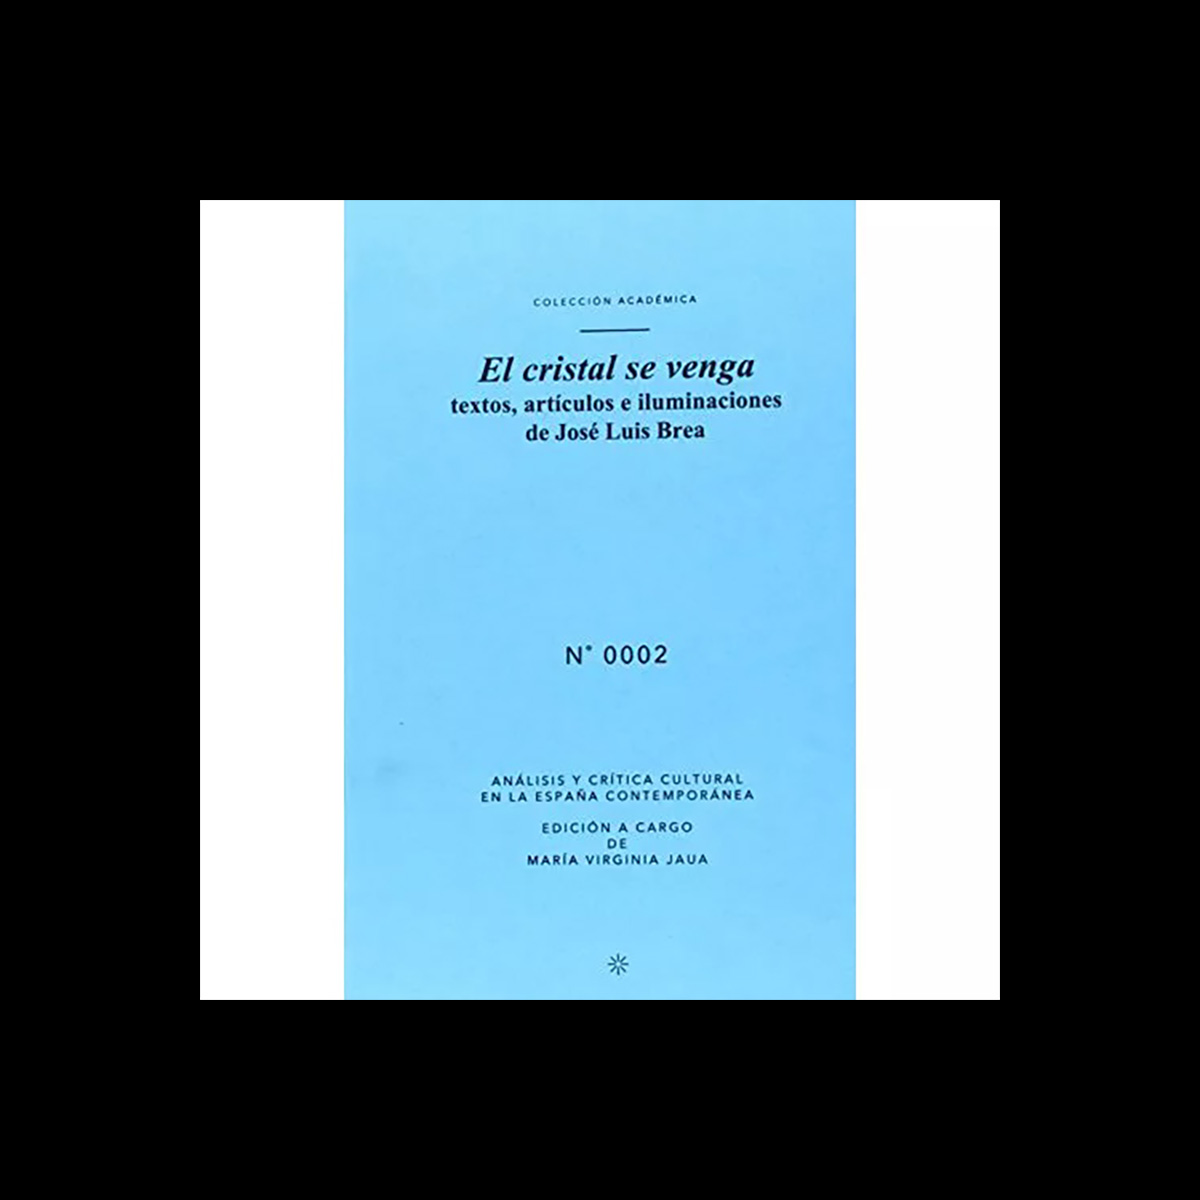 COLECCIÓN ACADÉMICA
El cristal se venga
textos, artículos e iluminaciones
de José Luis Brea
N° 0002
ANÁLISIS Y CRÍTICA CULTURAL
EN LA ESPAÑA CONTEMPORÁNEA
EDICIÓN A CARGO
DE
MARÍA VIRGINIA JAUA